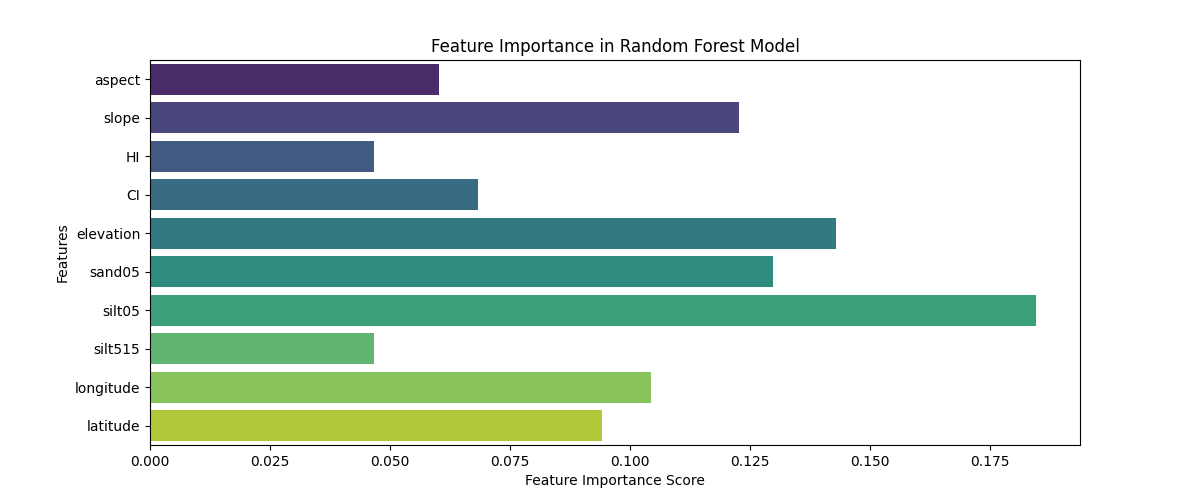 Feature Importance in Random Forest Model
aspect
slope
HI
CI
elevation
sand05
silt05
silt515
longitude
latitude
Features
0.000 0.025 0.050 0.075 0.100 0.125 0.150 0.175
Feature Importance Score